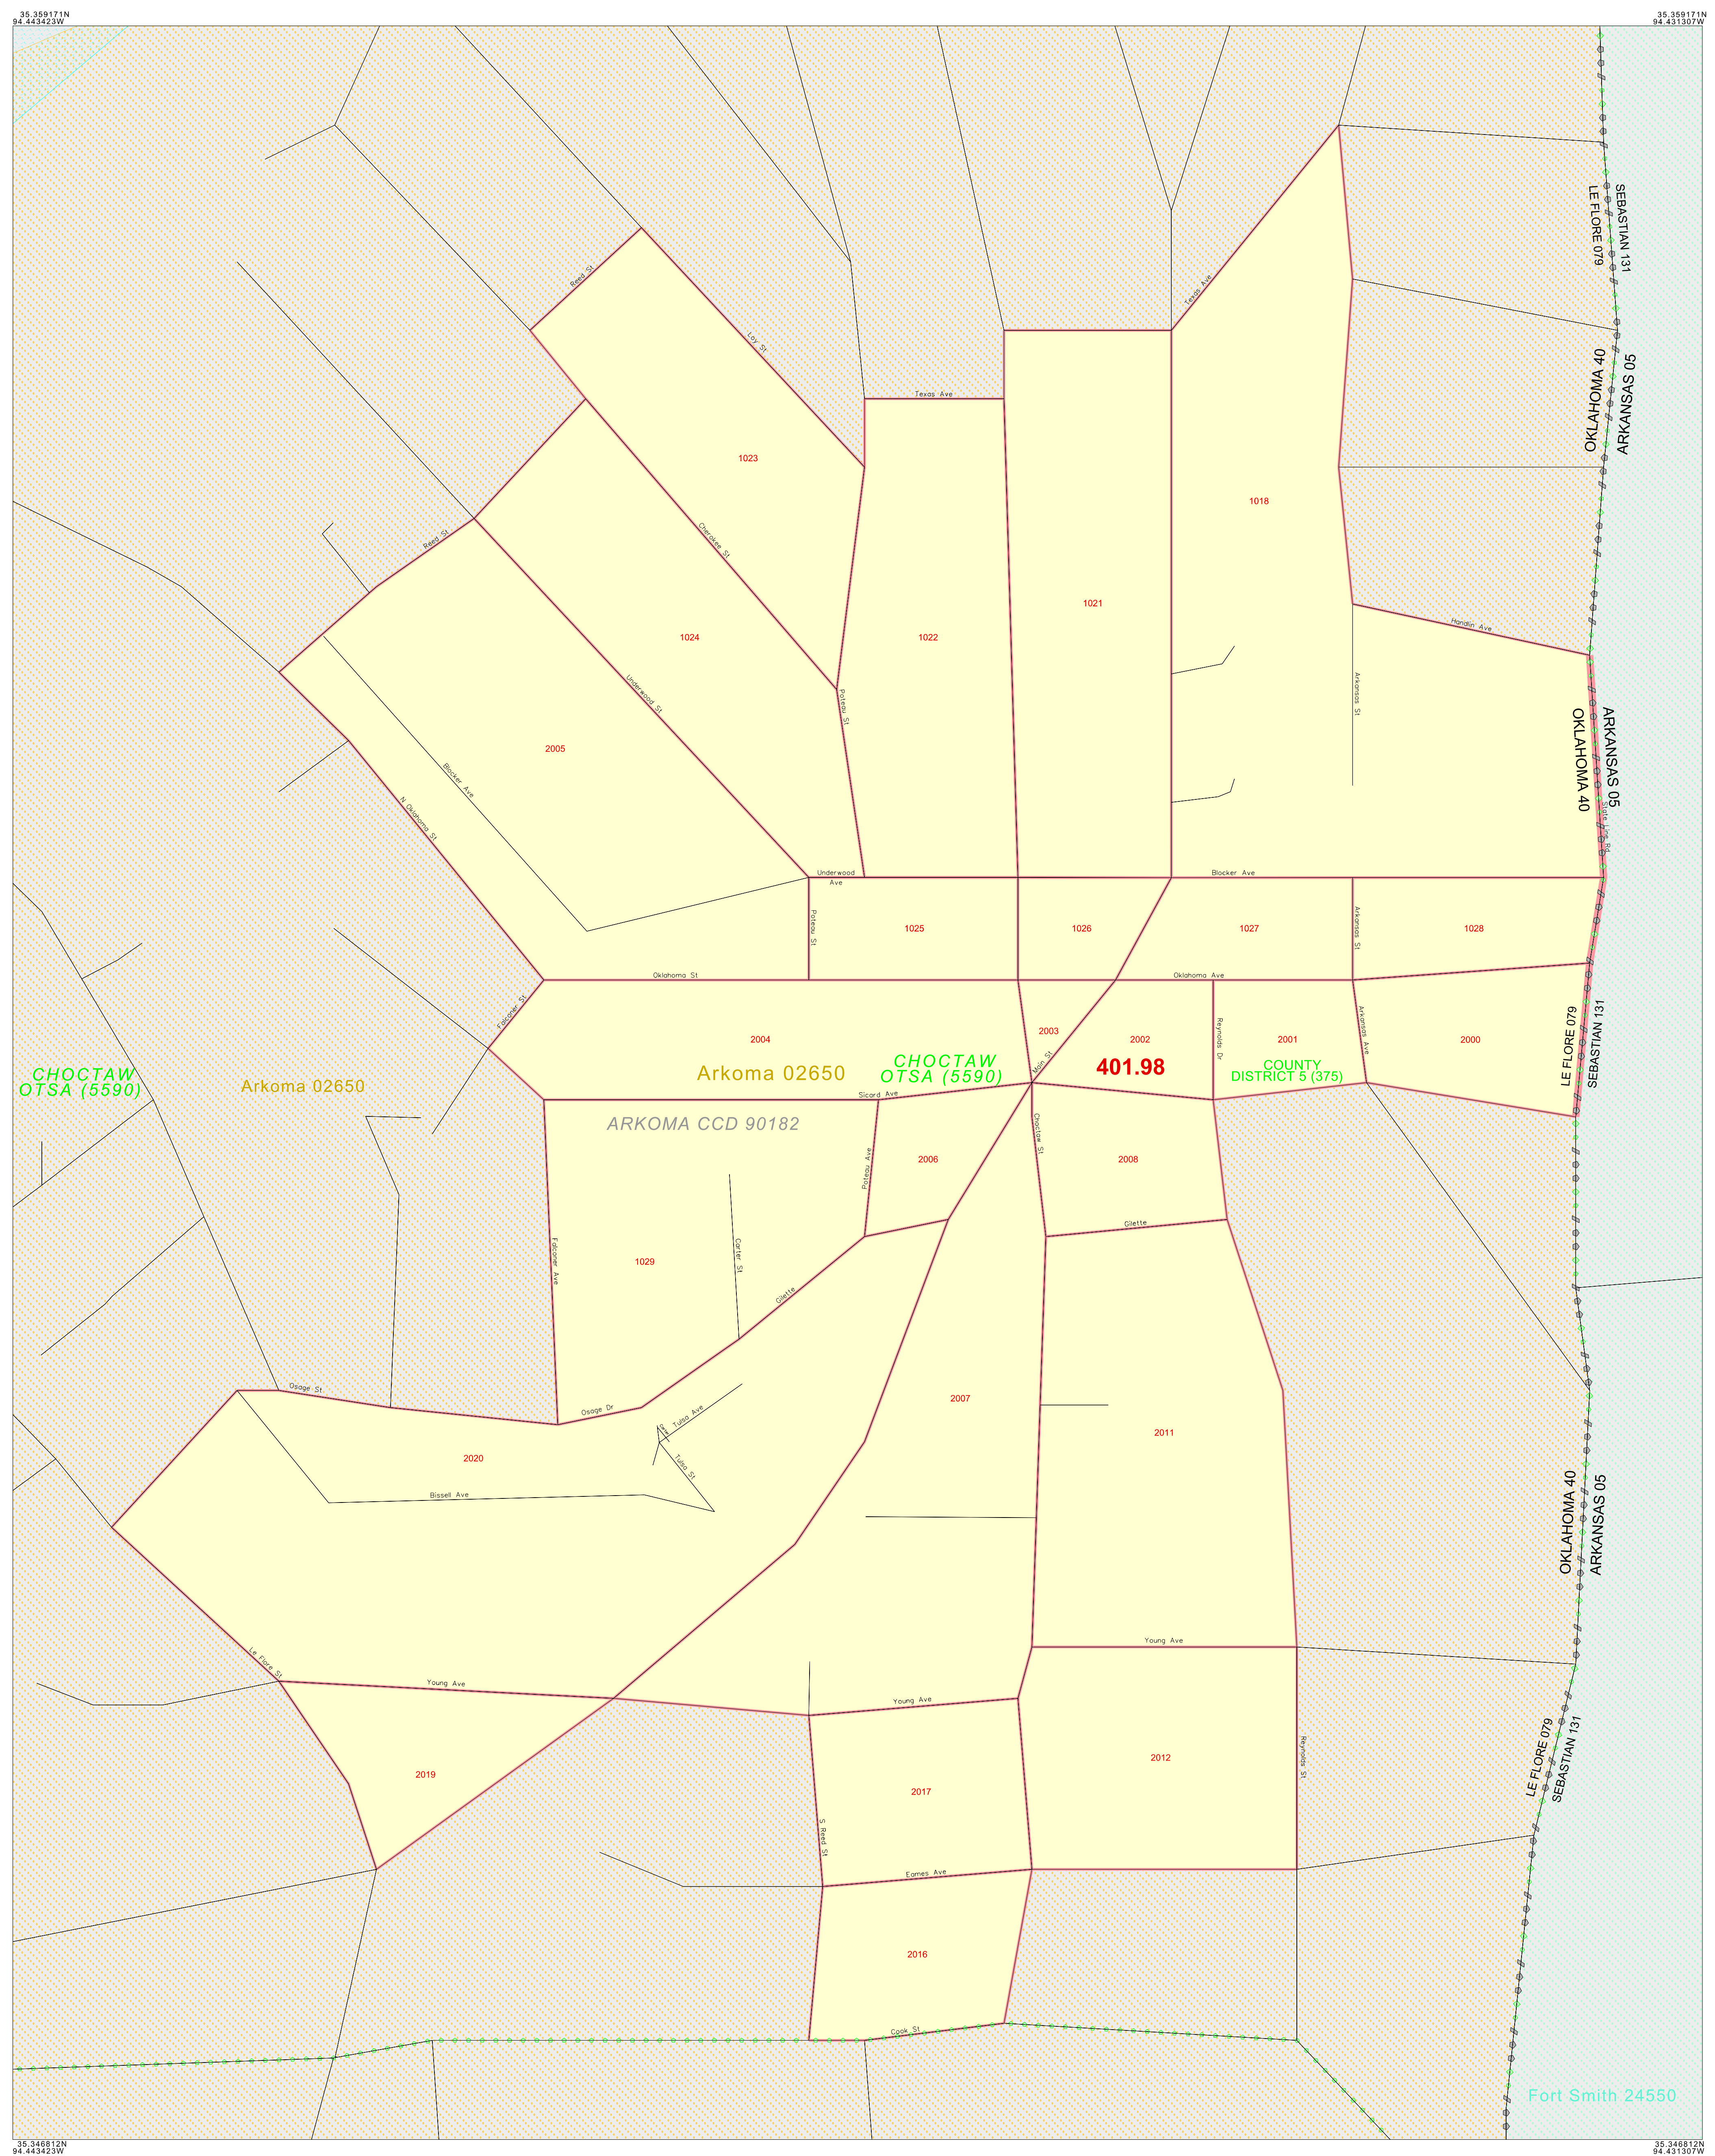 35.359171N
94.443423W
35.359171N
94.431307W
SEBASTIAN 131
LE FLORE 079
Reed St
Texas Ave
Loy St
OKLAHOMA 40
ARKANSAS 05
Texas Ave
1023
1018
Cherokee St
Reed St
1021
Handlin Ave
1024
1022
Underwood St
Poteau St
Arkansas St
2005
Blocker Ave
ARKANSAS 05
OKLAHOMA 40
State Line Rd
N Oklahoma St
Underwood
Ave
Blocker Ave
Poteau St
1025
1026
1027
Arkansas St
1028
Oklahoma St
Oklahoma Ave
Falconer St
2004
2003
2002
Reynolds Dr
2001
Arkansas Ave
2000
LE FLORE 079
SEBASTIAN 131
Main St
401.98
COUNTY
DISTRICT 5 (375)
CHOCTAW
OTSA (5590)
CHOCTAW
OTSA (5590)
Arkoma 02650
Arkoma 02650
Sicard Ave
ARKOMA CCD 90182
Choctaw St
Poteau Ave
2006
2008
Gilette
Falconer Ave
1029
Carter St
Gilette
Osage St
Osage Dr
2007
Tulsa Ave
2011
2020
Tulsa St
Bissell Ave
OKLAHOMA 40
ARKANSAS 05
Le Flore St
Young Ave
Young Ave
Young Ave
LE FLORE 079
SEBASTIAN 131
2019
2012
Reynolds St
2017
S Reed St
Eames Ave
2016
Cook St
Fort Smith 24550
35.346812N
94.443423W
35.346812N
94.431307W